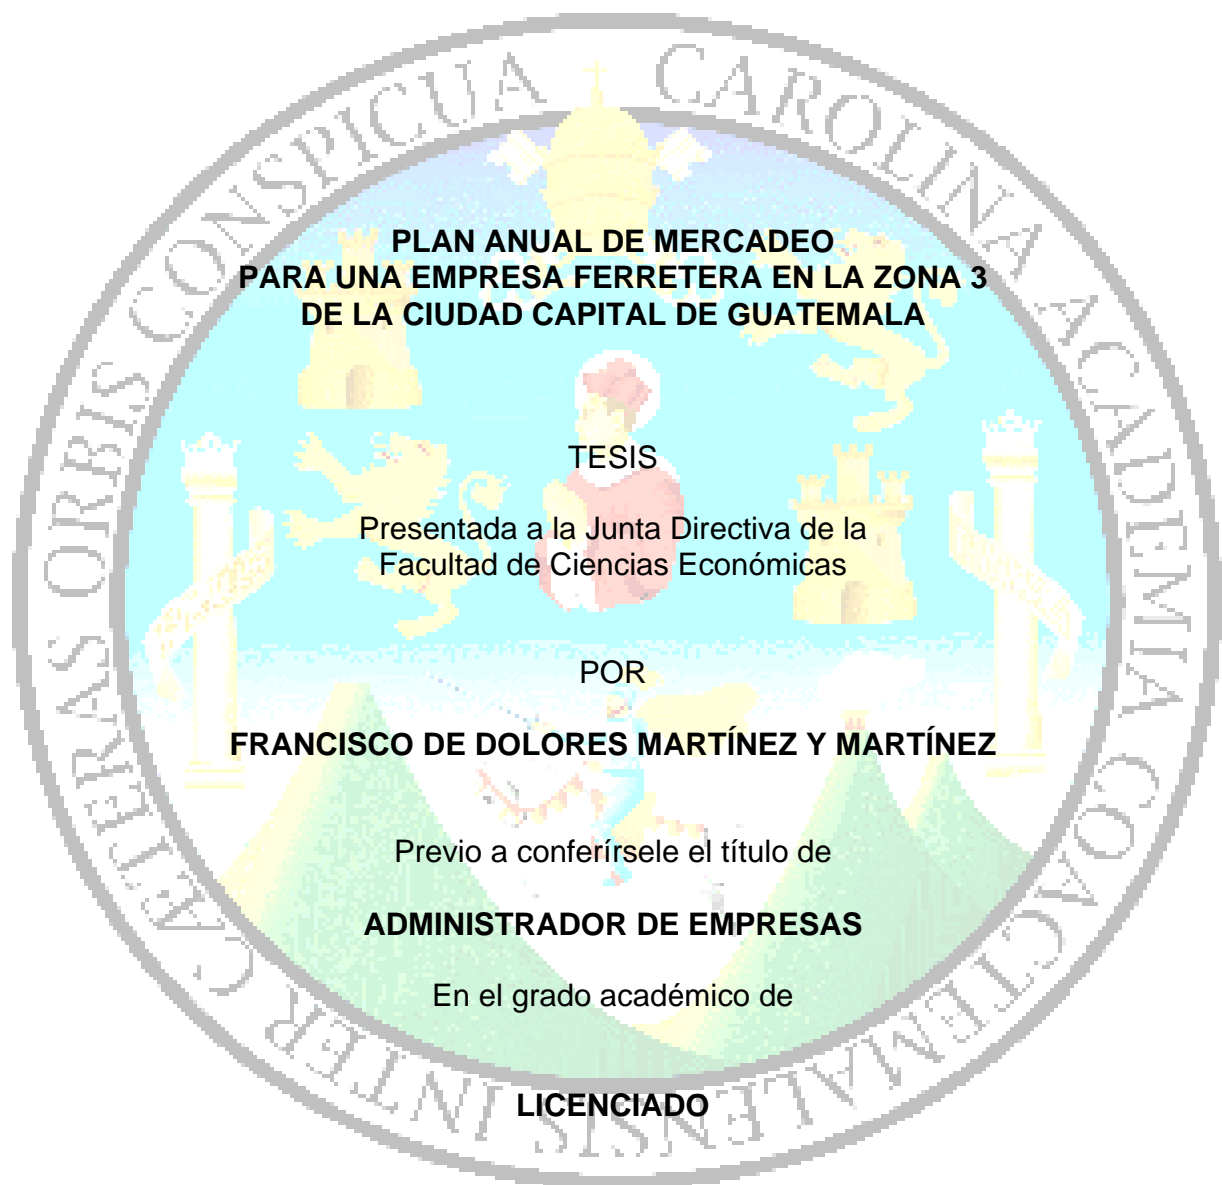 PLAN ANUAL DE MERCADEO
PARA UNA EMPRESA FERRETERA EN LA ZONA 3
DE LA CIUDAD CAPITAL DE GUATEMALA
TESIS
Presentada a la Junta Directiva de la
Facultad de Ciencias Económicas
POR
FRANCISCO DE DOLORES MARTÍNEZ Y MARTÍNEZ
Previo a conferírsele el título de
ADMINISTRADOR DE EMPRESAS
En el grado académico de
LICENCIADO
CAROLINA ACADEMIA COACTEMALENSIS INTER CÆTERAS ORBIS CONSPICUA